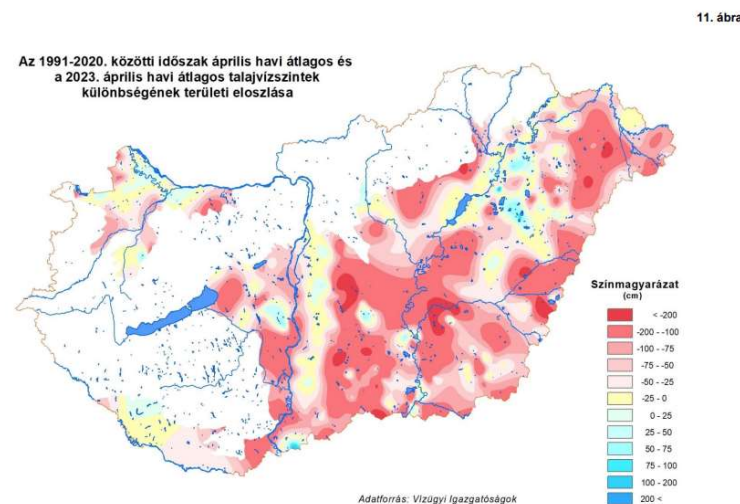 11. ábra
Az 1991-2020. közötti időszak április havi átlagos és
a 2023. április havi átlagos talajvízszintek
különbségének területi eloszlása
Színmagyarázat
(cm)
< -200
-200 - -100
-100 - -75
-75 - -50
-50 - -25
-25 - 0
0 - 25
25 - 50
50 - 75
75 - 100
100 - 200
200 <
Adatforrás: Vízügyi Igazgatóságok